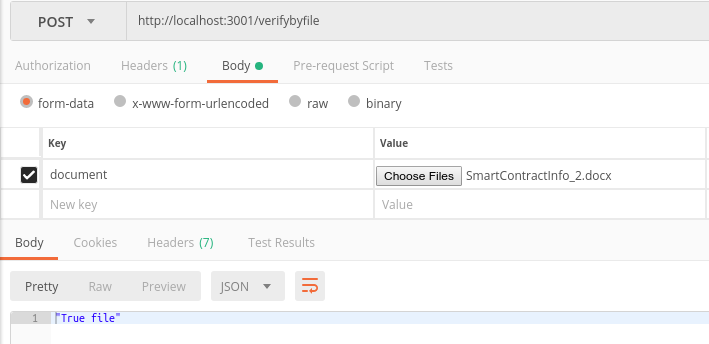 POST http://localhost:3001/verifybyfile
Authorization Headers (1) Body Pre-request Script Tests
form-data x-www-form-urlencoded raw binary
Key Value
document Choose Files SmartContractInfo_2.docx
New key Value
Body Cookies Headers (7) Test Results
Pretty Raw Preview JSON
1 "True file"